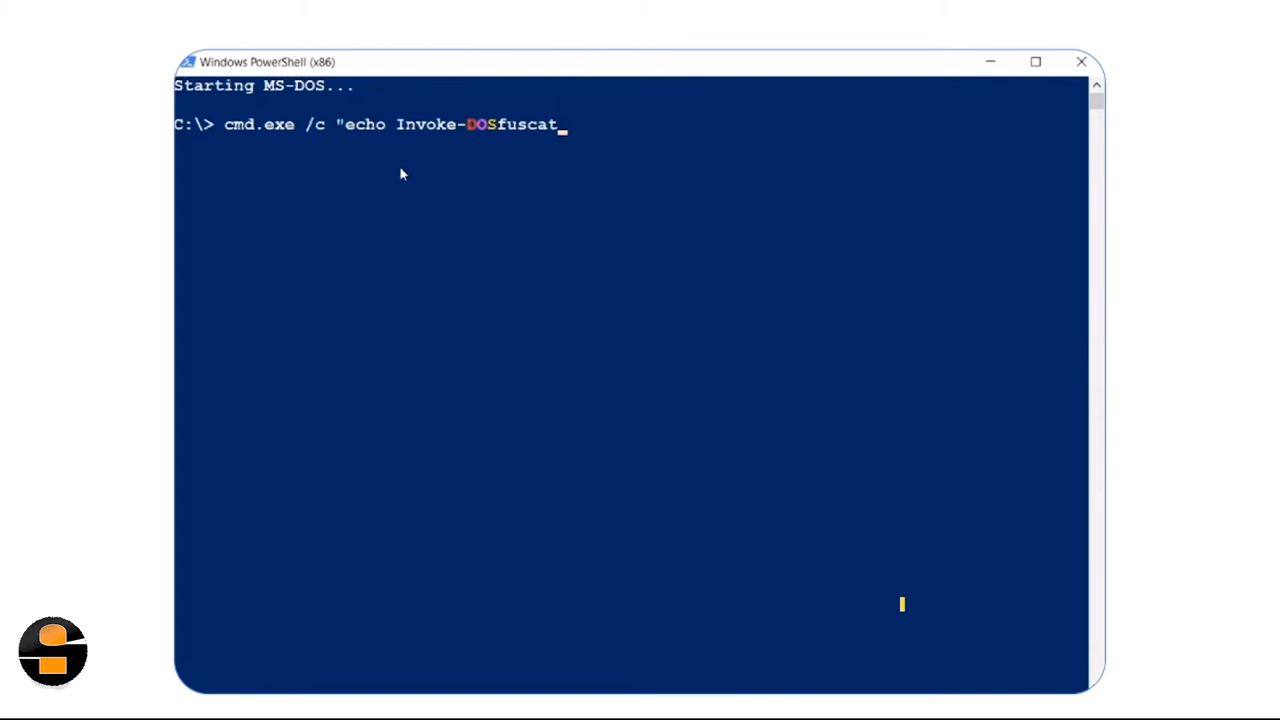 Windows PowerShell (x86)
Starting MS-DOS...
C:\> cmd.exe /c "echo Invoke-DOSfuscat_